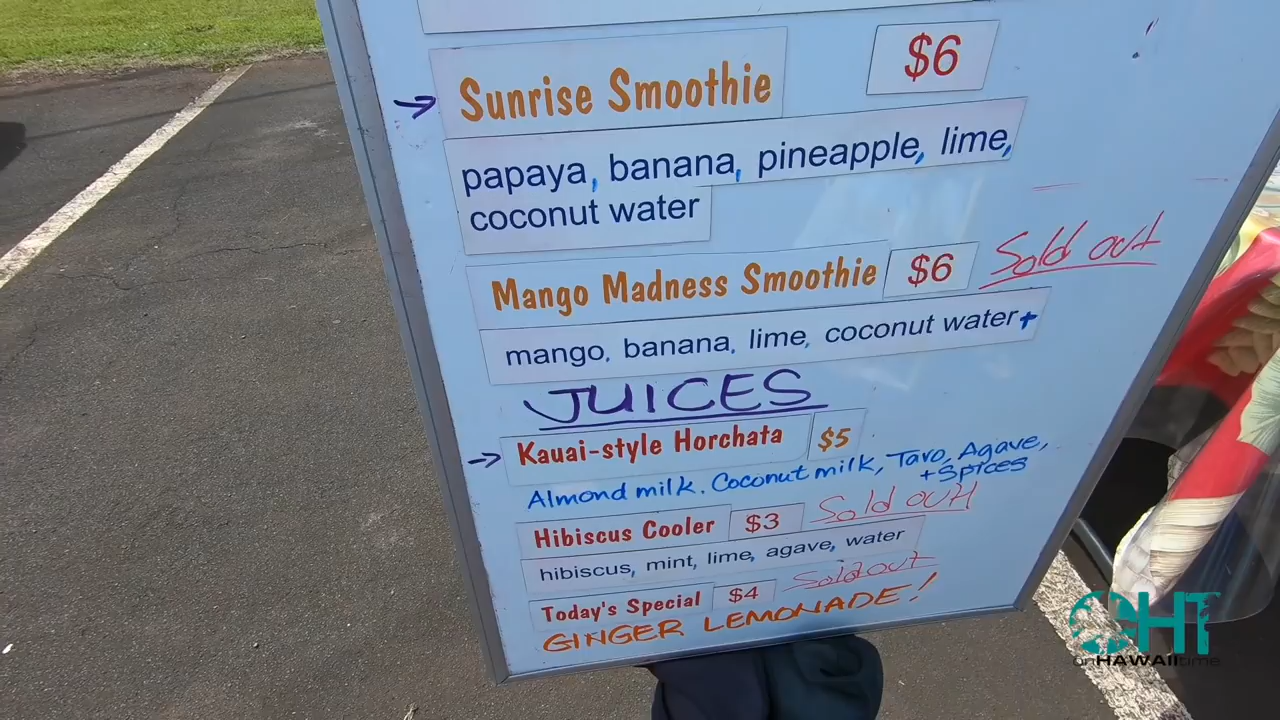 Sunrise Smoothie $6
papaya, banana, pineapple, lime,
coconut water
Mango Madness Smoothie $6 Sold out
mango, banana, lime, coconut water +
JUICES
Kauai-style Horchata $5
Almond milk. Coconut milk, Taro, Agave,
+ Spices
Hibiscus Cooler $3 Sold out
hibiscus, mint, lime, agave, water
Today's Special $4 Sold out
GINGER LEMONADE!
OHT
onHAWAIItime